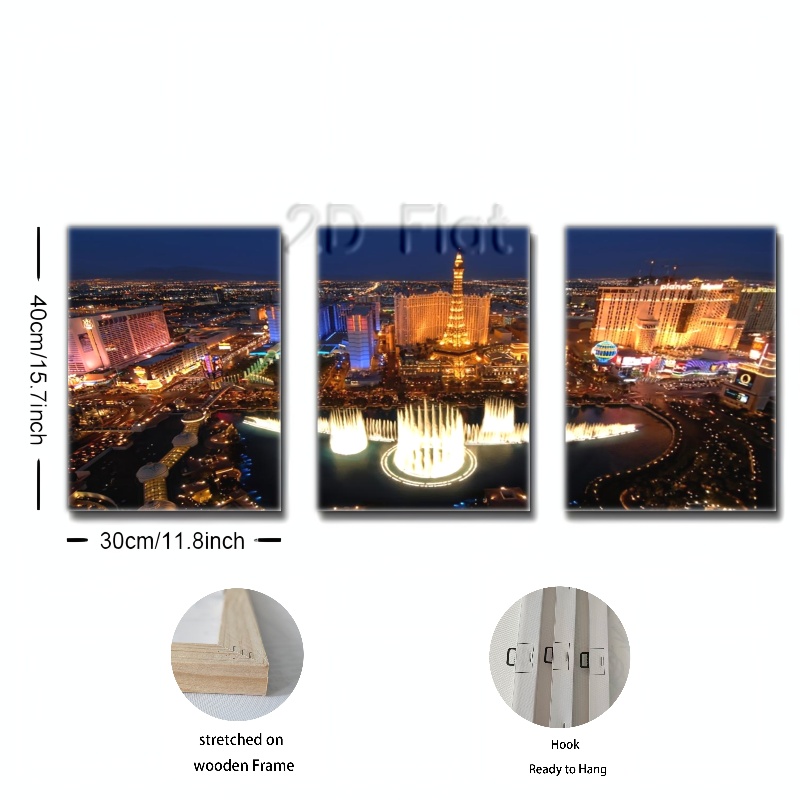 2D Flat
40cm/15.7inch
30cm/11.8inch
stretched on
wooden Frame
Hook
Ready to Hang